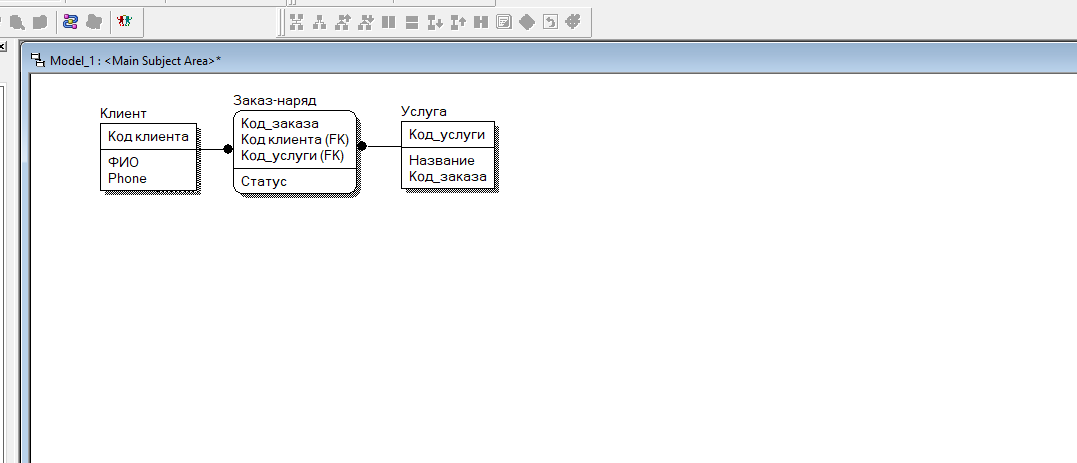 Model_1 : <Main Subject Area>*
Клиент
Код клиента
ФИО
Phone
Заказ-наряд
Код_заказа
Код клиента (FK)
Код_услуги (FK)
Статус
Услуга
Код_услуги
Название
Код_заказа